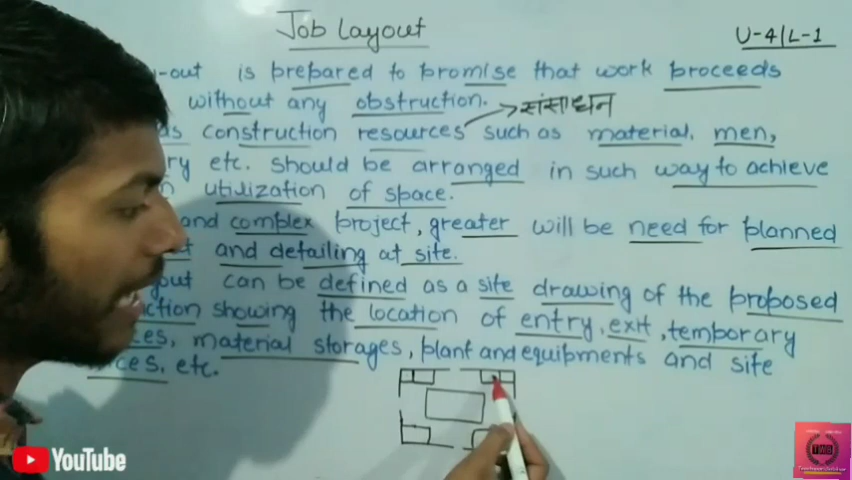 Job Layout
U-4/L-1
-out is prepared to promise that work proceeds
without any obstruction.
संसाधन
construction resources such as material, men,
etc. should be arranged in such way to achieve
utilization of space.
and complex project, greater will be need for planned
and detailing at site.
out can be defined as a site drawing of the proposed
showing the location of entry, exit, temporary
material storages, plant and equipments and site
etc.
YouTube
TWB